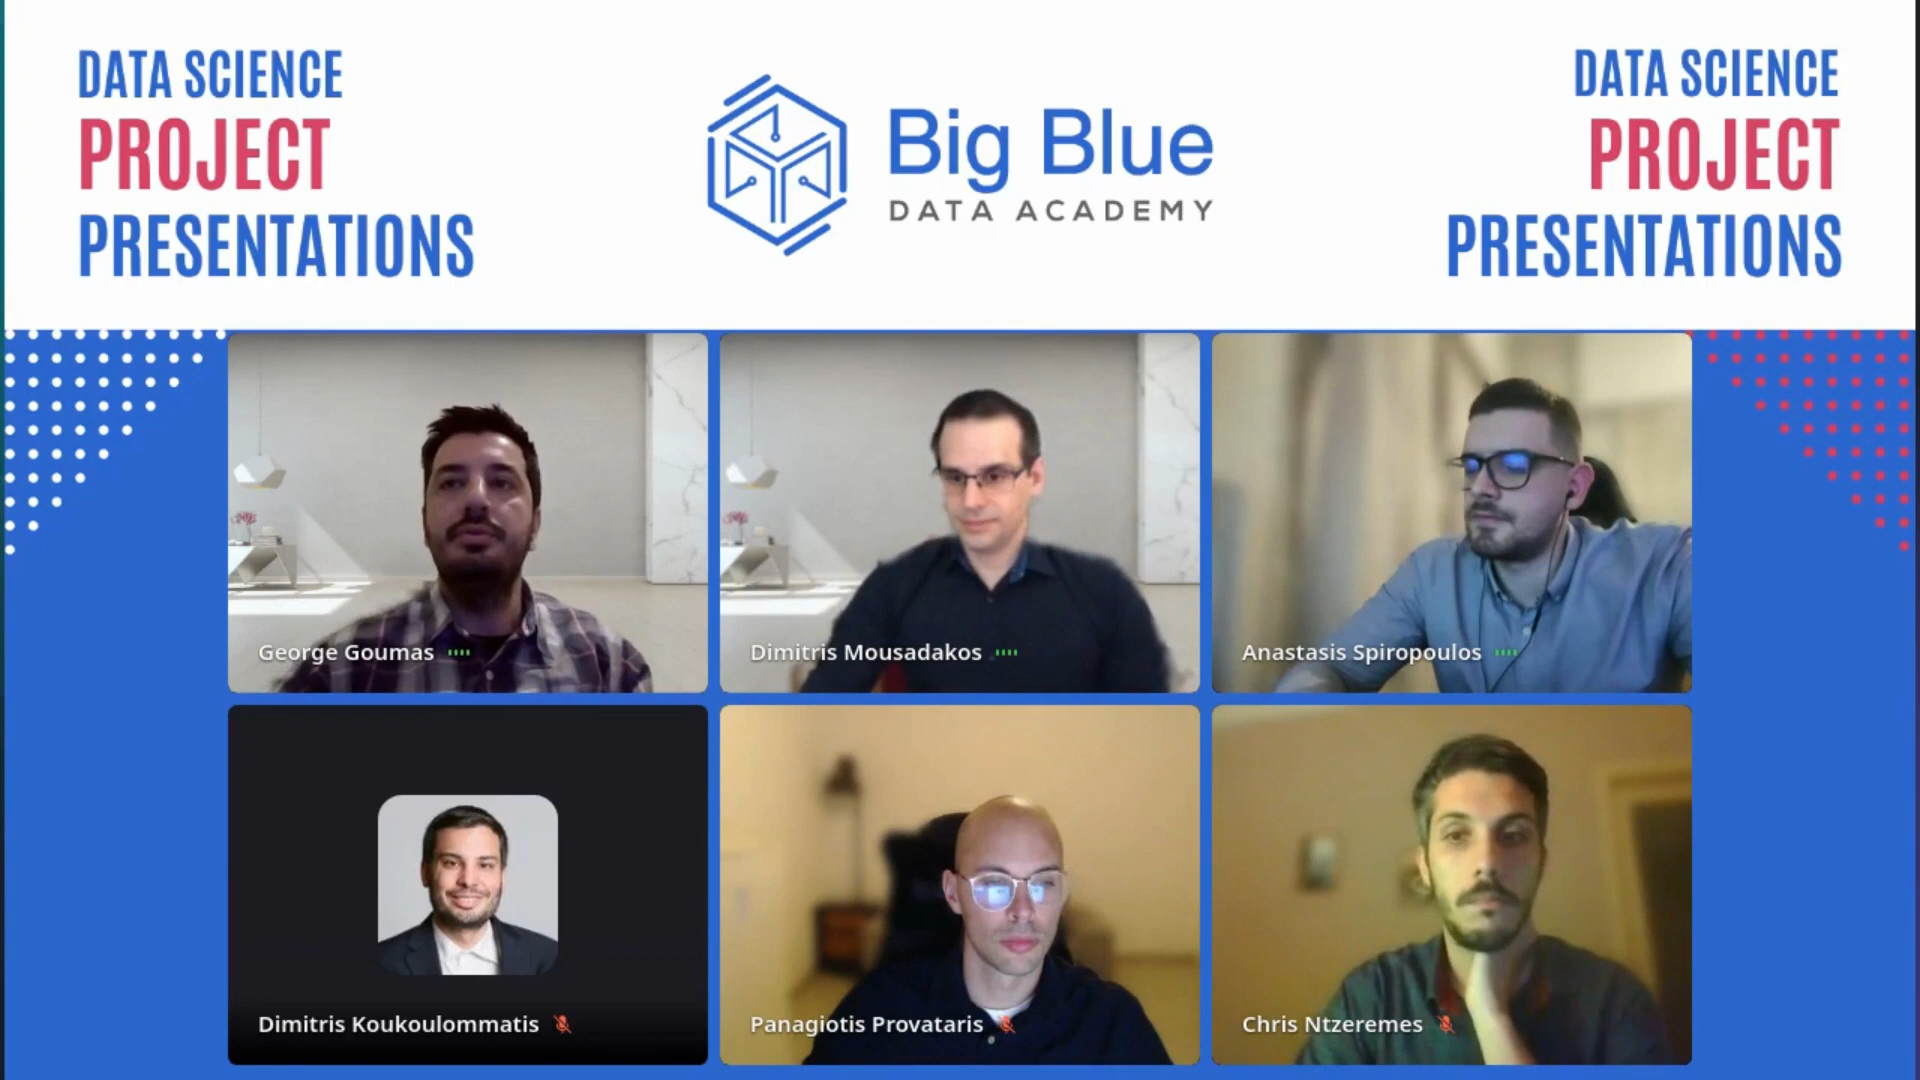 DATA SCIENCE
PROJECT
PRESENTATIONS
Big Blue
DATA ACADEMY
DATA SCIENCE
PROJECT
PRESENTATIONS
George Goumas
Dimitris Mousadakos
Anastasis Spiropoulos
Dimitris Koukoulommatis
Panagiotis Provataris
Chris Ntzeremes